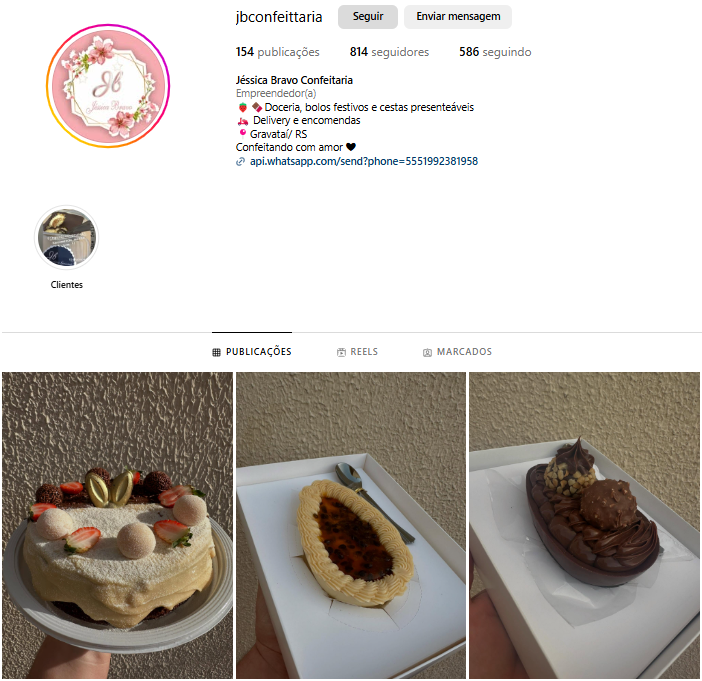 jbconfeittaria Seguir Enviar mensagem
154 publicações 814 seguidores 586 seguindo
Jéssica Bravo Confeitaria
Empreendedor(a)
🍓🍫Doceria, bolos festivos e cestas presenteáveis
🛵 Delivery e encomendas
📍Gravataí/ RS
Confeitando com amor 🖤
api.whatsapp.com/send?phone=5551992381958
JB
Jéssica Bravo
Clientes
PUBLICAÇÕES REELS MARCADOS